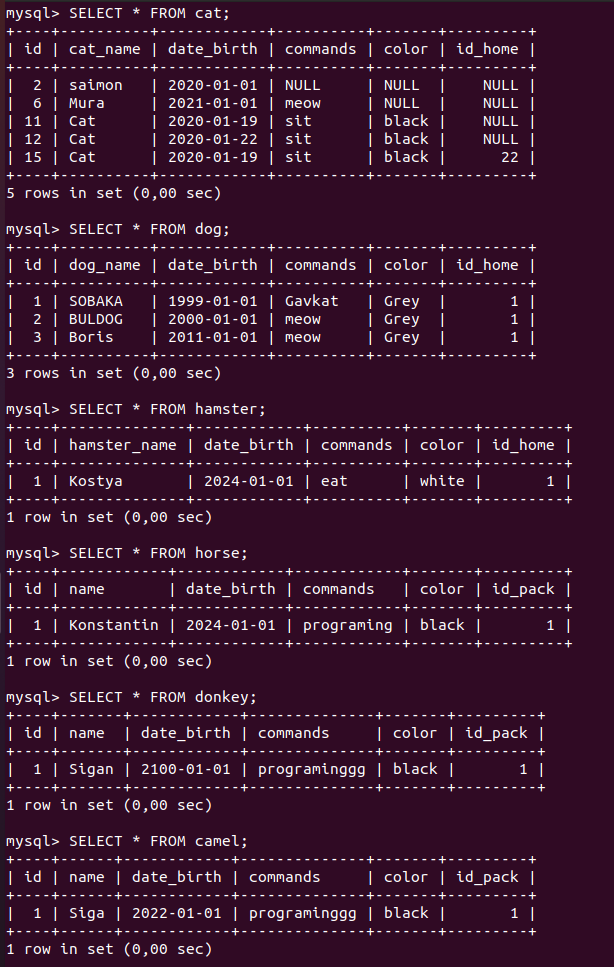 mysql> SELECT * FROM cat;
+----+----------+------------+----------+-------+---------+
| id | cat_name | date_birth | commands | color | id_home |
+----+----------+------------+----------+-------+---------+
|  2 | saimon   | 2020-01-01 | NULL     | NULL  |    NULL |
|  6 | Mura     | 2021-01-01 | meow     | NULL  |    NULL |
| 11 | Cat      | 2020-01-19 | sit      | black |    NULL |
| 12 | Cat      | 2020-01-22 | sit      | black |    NULL |
| 15 | Cat      | 2020-01-19 | sit      | black |      22 |
+----+----------+------------+----------+-------+---------+
5 rows in set (0,00 sec)

mysql> SELECT * FROM dog;
+----+----------+------------+----------+-------+---------+
| id | dog_name | date_birth | commands | color | id_home |
+----+----------+------------+----------+-------+---------+
|  1 | SOBAKA   | 1999-01-01 | Gavkat   | Grey  |       1 |
|  2 | BULDOG   | 2000-01-01 | meow     | Grey  |       1 |
|  3 | Boris    | 2011-01-01 | meow     | Grey  |       1 |
+----+----------+------------+----------+-------+---------+
3 rows in set (0,00 sec)

mysql> SELECT * FROM hamster;
+----+--------------+------------+----------+-------+---------+
| id | hamster_name | date_birth | commands | color | id_home |
+----+--------------+------------+----------+-------+---------+
|  1 | Kostya       | 2024-01-01 | eat      | white |       1 |
+----+--------------+------------+----------+-------+---------+
1 row in set (0,00 sec)

mysql> SELECT * FROM horse;
+----+------------+------------+------------+-------+---------+
| id | name       | date_birth | commands   | color | id_pack |
+----+------------+------------+------------+-------+---------+
|  1 | Konstantin | 2024-01-01 | programing | black |       1 |
+----+------------+------------+------------+-------+---------+
1 row in set (0,00 sec)

mysql> SELECT * FROM donkey;
+----+-------+------------+--------------+-------+---------+
| id | name  | date_birth | commands     | color | id_pack |
+----+-------+------------+--------------+-------+---------+
|  1 | Sigan | 2100-01-01 | programinggg | black |       1 |
+----+-------+------------+--------------+-------+---------+
1 row in set (0,00 sec)

mysql> SELECT * FROM camel;
+----+------+------------+--------------+-------+---------+
| id | name | date_birth | commands     | color | id_pack |
+----+------+------------+--------------+-------+---------+
|  1 | Siga | 2022-01-01 | programinggg | black |       1 |
+----+------+------------+--------------+-------+---------+
1 row in set (0,00 sec)